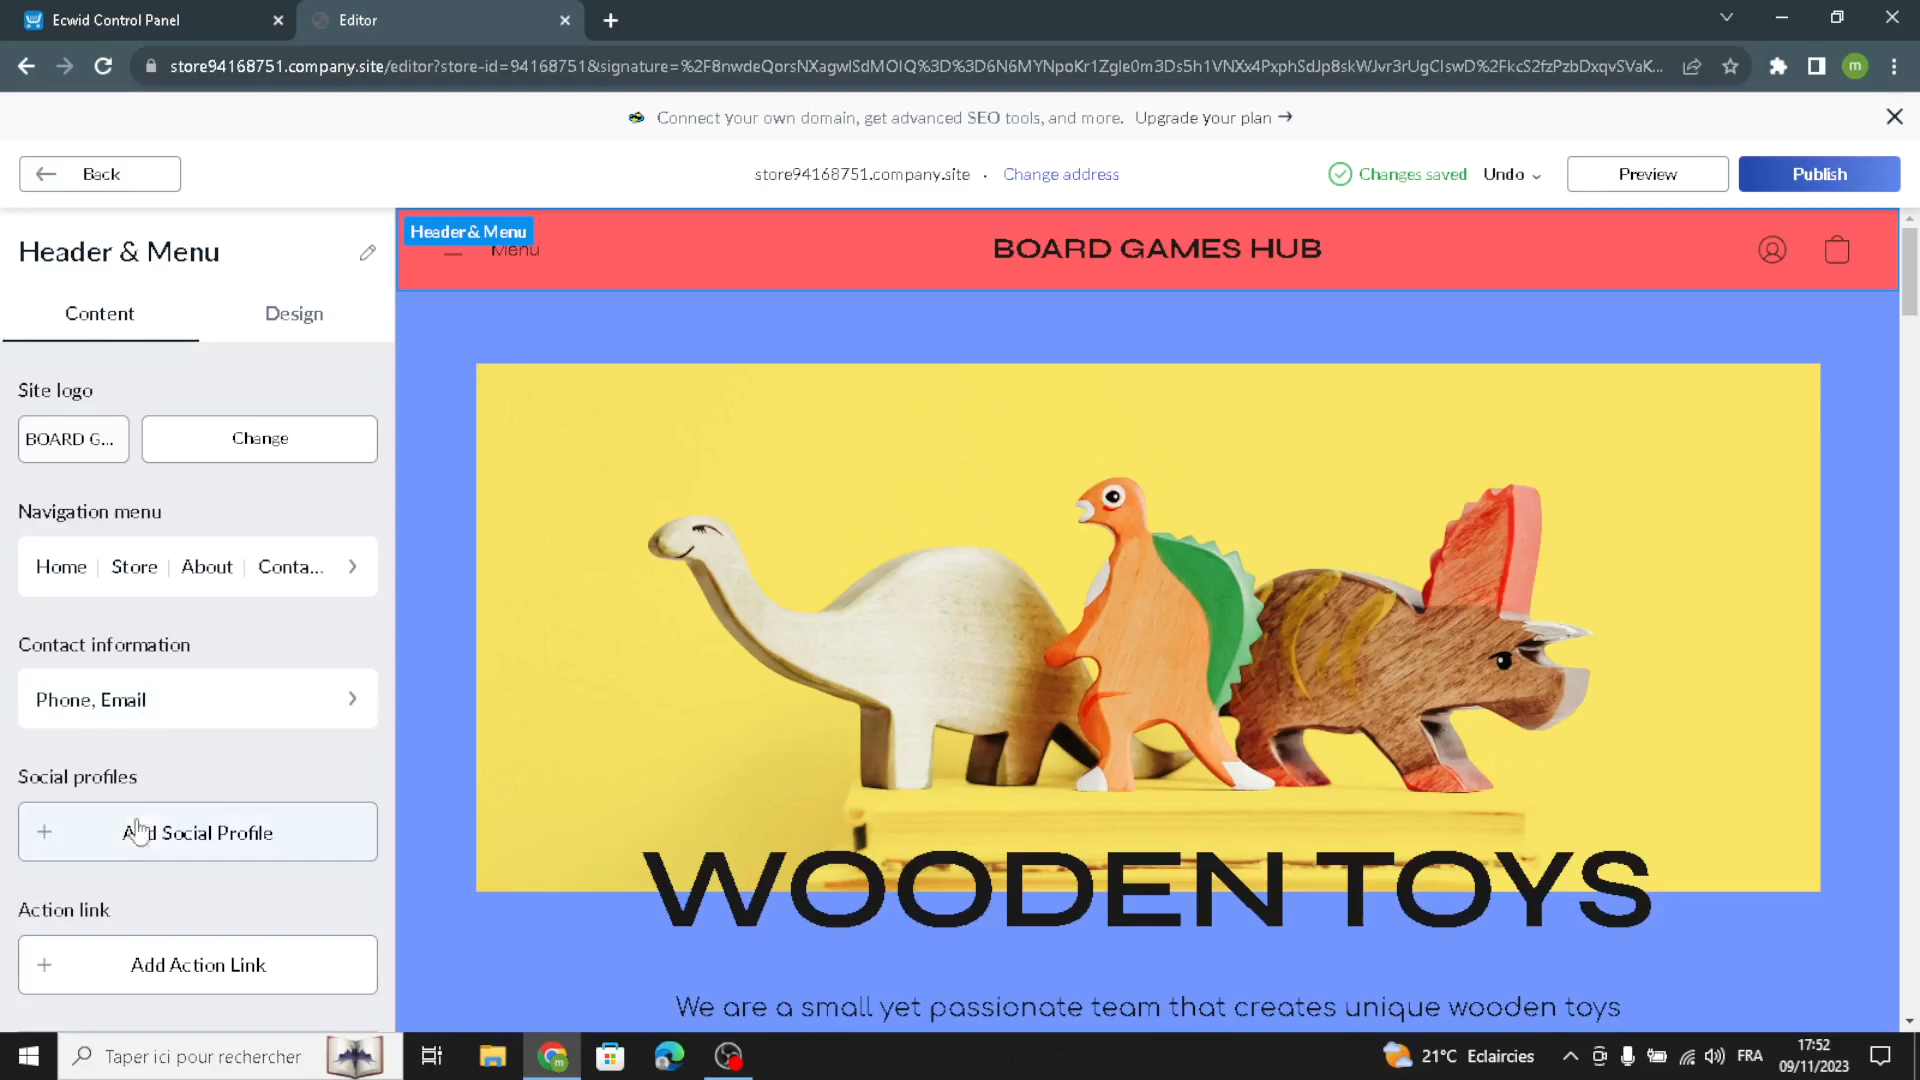 Ecwid Control Panel
Editor
store94168751.company.site/editor?store-id=94168751&signature=
Connect your own domain, get advanced SEO tools, and more. Upgrade your plan →
Back
store94168751.company.site · Change address
Changes saved
Undo
Preview
Publish
Header & Menu
Content
Design
Site logo
BOARD G...
Change
Navigation menu
Home
Store
About
Conta...
Contact information
Phone, Email
Social profiles
Add Social Profile
Action link
Add Action Link
Header & Menu
Menu
BOARD GAMES HUB
WOODEN TOYS
We are a small yet passionate team that creates unique wooden toys
Taper ici pour rechercher
21°C Eclaircies
FRA
17:52
09/11/2023
m